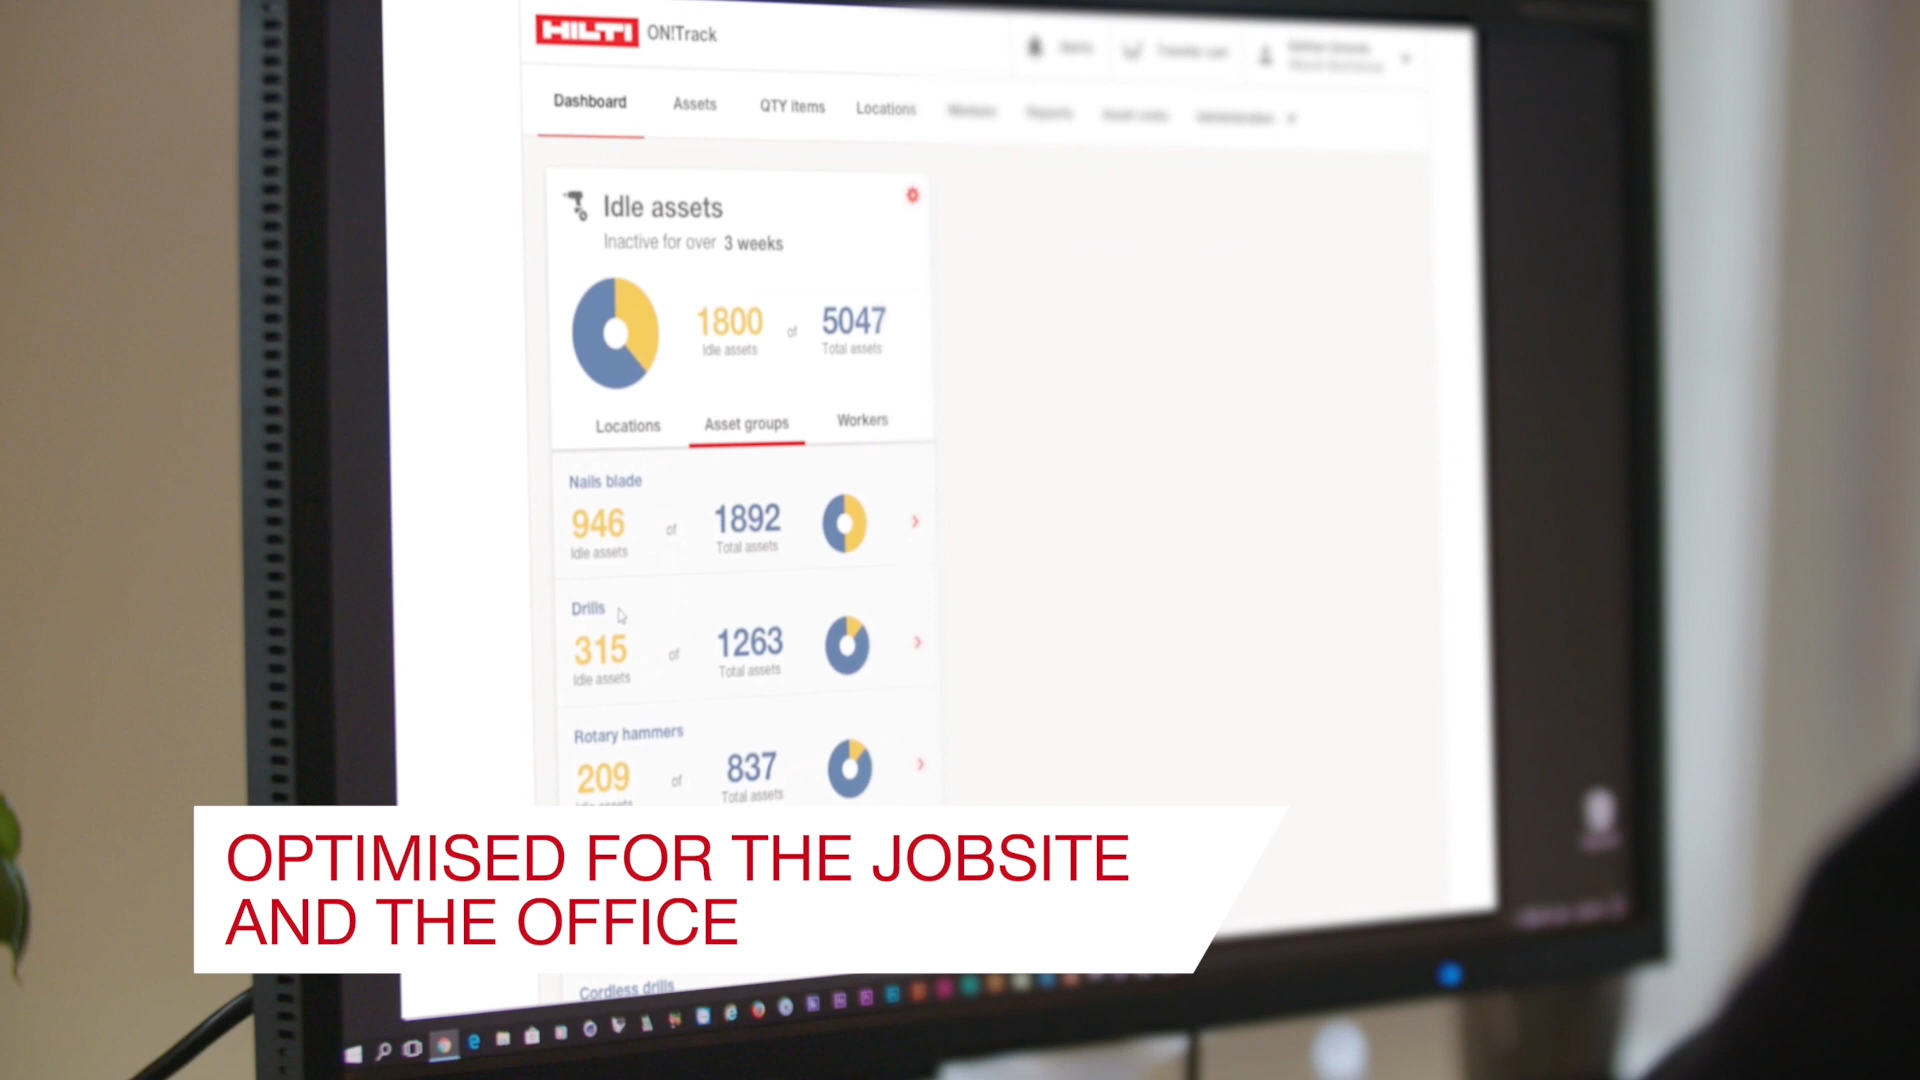 HILTI ON!Track
Dashboard Assets QTY items Locations
Idle assets
Inactive for over 3 weeks
1800 of 5047
Idle assets Total assets
Locations Asset groups Workers
Nails blade
946 of 1892
Idle assets Total assets
Drills
315 of 1263
Idle assets Total assets
Rotary hammers
209 of 837
Idle assets Total assets
OPTIMISED FOR THE JOBSITE
AND THE OFFICE
Cordless drills